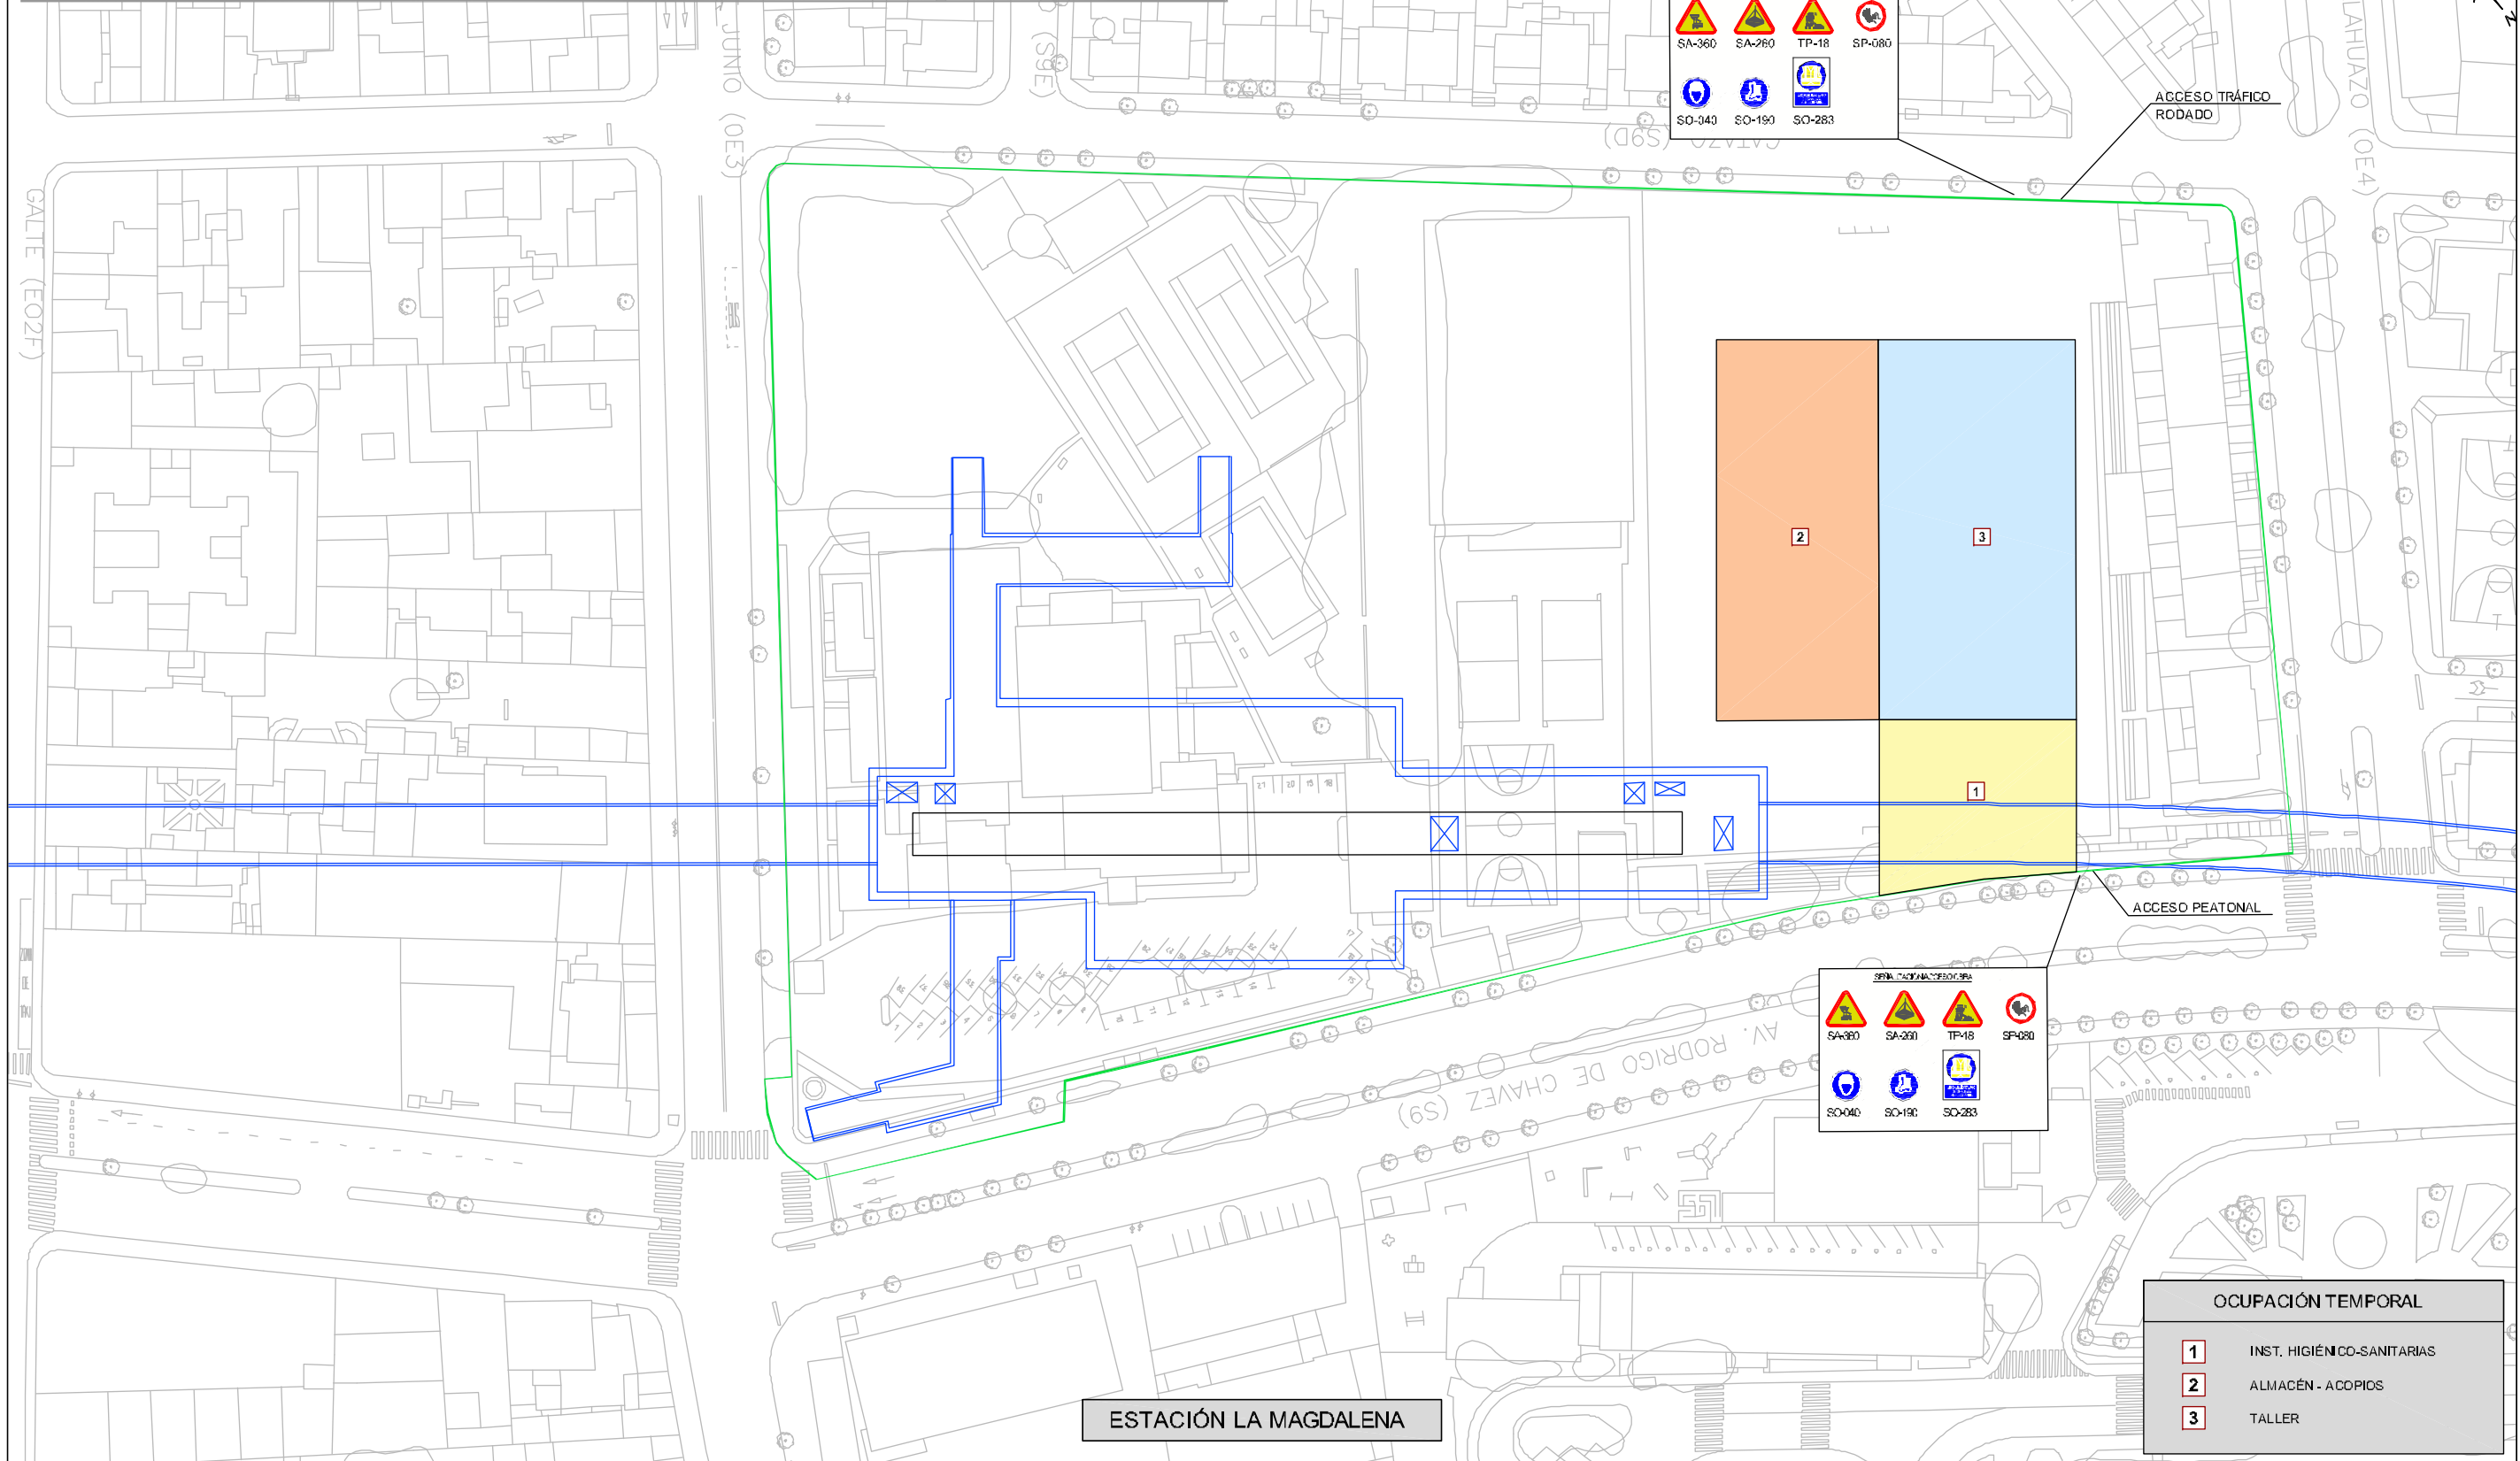 SA-360 SA-260 TP-18 SP-080
SO-040 SO-190 SO-283
ACCESO TRÁFICO
RODADO
JUNIO (OE3)
(S9E)
(S9D)
LAHUAZO (OE4)
GALTE (EO2F)
2
3
1
ACCESO PEATONAL
SA-360 SA-260 TP-18 SP-080
SO-040 SO-190 SO-283
AV. RODRIGO DE CHAVEZ (S9)
ESTACIÓN LA MAGDALENA
OCUPACIÓN TEMPORAL
1 INST. HIGIÉNICO-SANITARIAS
2 ALMACÉN - ACOPIOS
3 TALLER